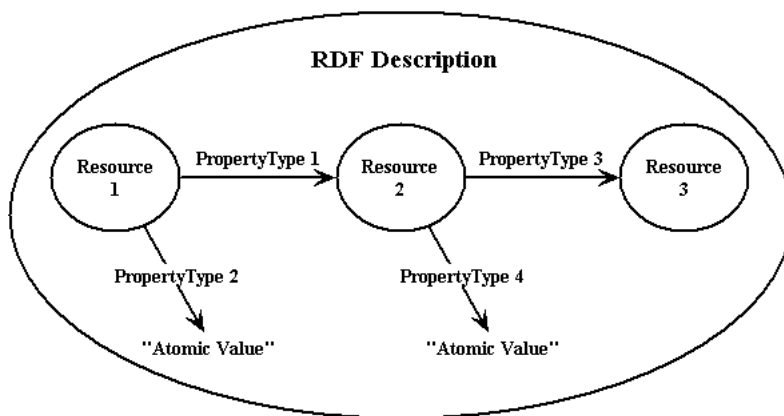 RDF Description
Resource
1
PropertyType 1
Resource
2
PropertyType 3
Resource
3
PropertyType 2
PropertyType 4
"Atomic Value"
"Atomic Value"